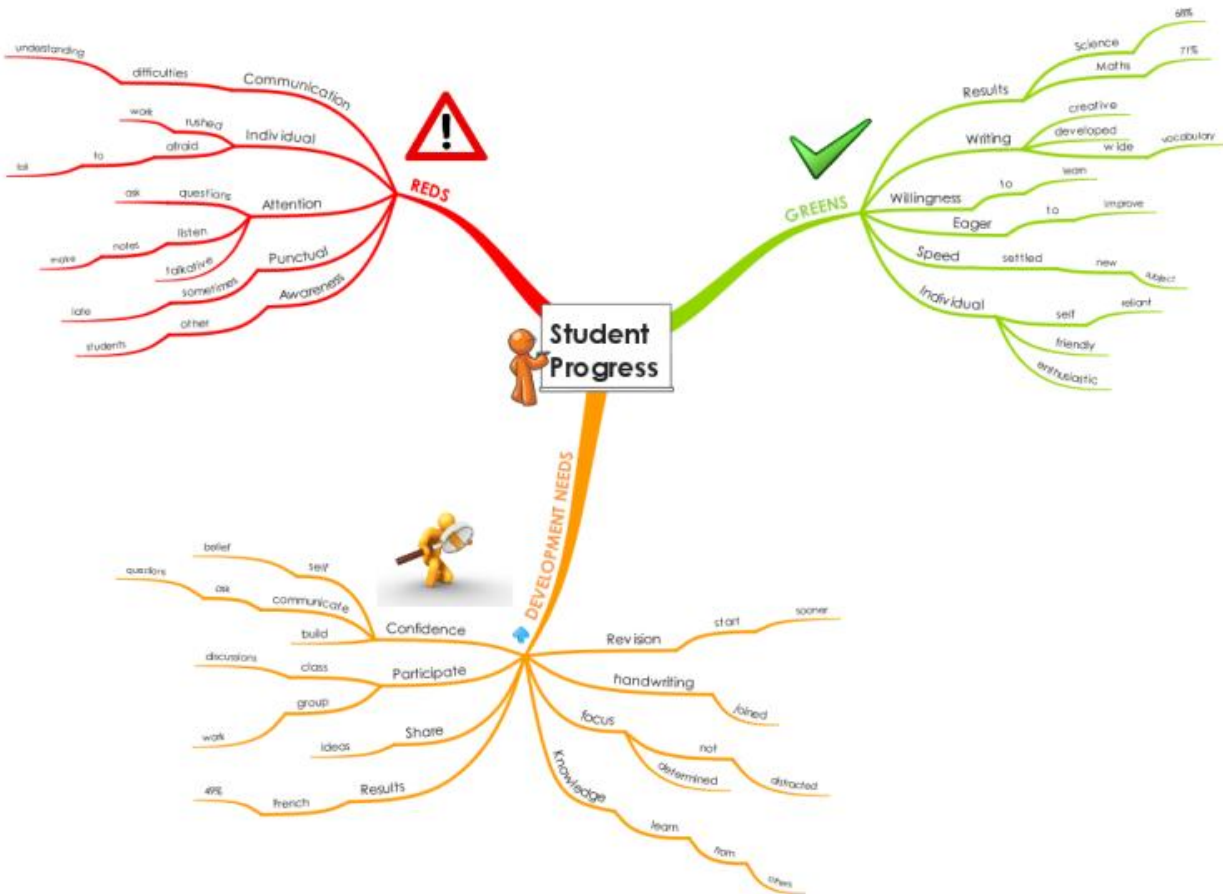 Student
Progress
REDS
Communication
difficulties
understanding
Individual
rushed
work
afraid
to
fail
Attention
questions
ask
listen
notes
make
talkative
Punctual
sometimes
late
Awareness
other
students
GREENS
Results
Science
68%
Maths
71%
Writing
creative
developed
wide
vocabulary
Willingness
to
learn
Eager
to
improve
Speed
settled
new
subject
Individual
self
reliant
friendly
enthusiastic
DEVELOPMENT NEEDS
Confidence
self
belief
communicate
ask
questions
build
Participate
class
discussions
group
work
Share
ideas
Results
French
49%
Revision
start
sooner
handwriting
joined
focus
not
distracted
determined
Knowledge
learn
from
others